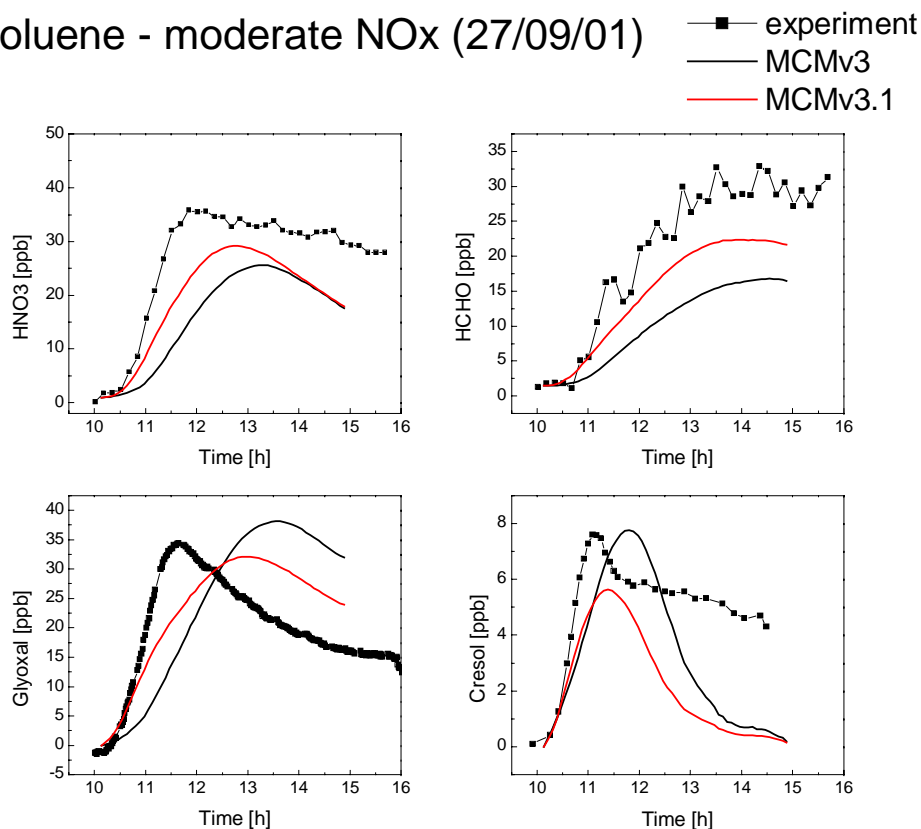 oluene - moderate NOx (27/09/01)
experiment
MCMv3
MCMv3.1
50
40
30
20
10
0
HNO3 [ppb]
10 11 12 13 14 15 16
Time [h]
35
30
25
20
15
10
5
0
HCHO [ppb]
10 11 12 13 14 15 16
Time [h]
40
35
30
25
20
15
10
5
0
-5
Glyoxal [ppb]
10 11 12 13 14 15 16
Time [h]
8
6
4
2
0
Cresol [ppb]
10 11 12 13 14 15 16
Time [h]